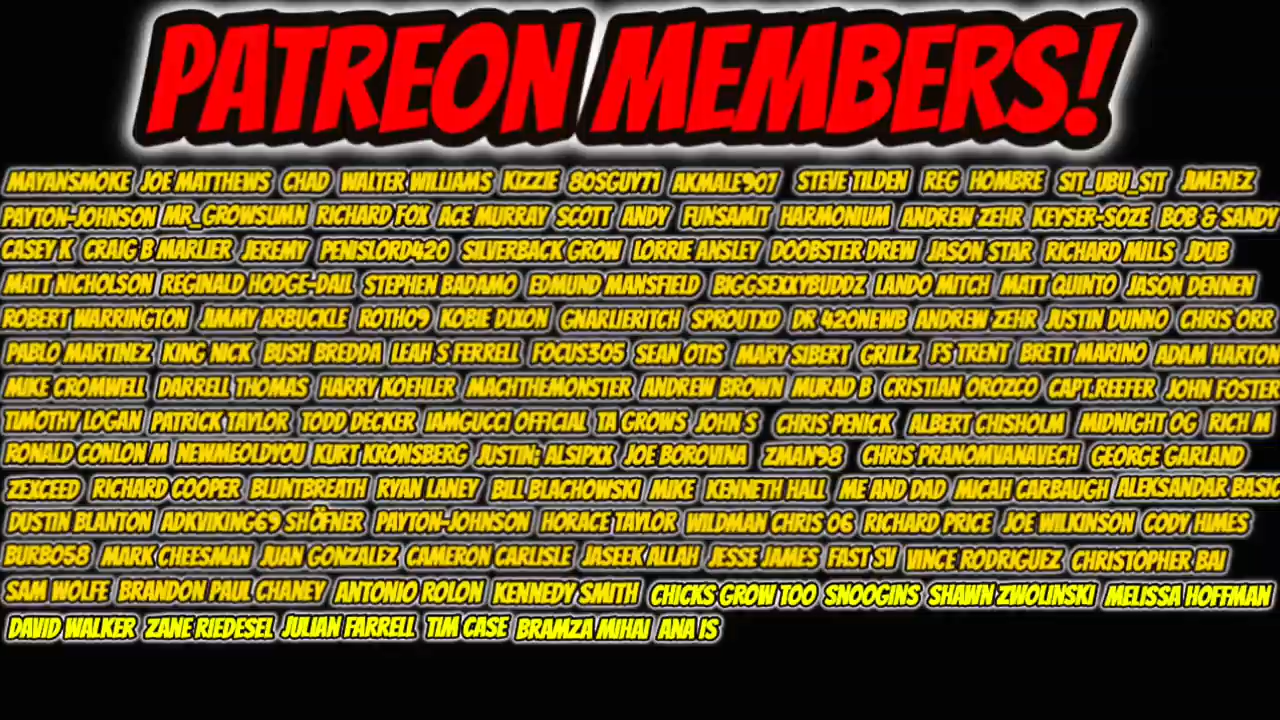 PATREON MEMBERS!
MAYANSMOKE JOE MATTHEWS CHAD WALTER WILLIAMS KIZZIE 80SGUY71 AKMALE907 STEVE TILDEN REG HOMBRE SIT_UBU_SIT JIMENEZ
PAYTON-JOHNSON MR_GROWSUMN RICHARD FOX ACE MURRAY SCOTT ANDY FUNSAMIT HARMONIUM ANDREW ZEHR KEYSER-SOZE BOB & SANDY
CASEY K CRAIG B MARLIER JEREMY PENISLORD420 SILVERBACK GROW LORRIE ANSLEY DOOBSTER DREW JASON STAR RICHARD MILLS JDUB
MATT NICHOLSON REGINALD HODGE-DAIL STEPHEN BADAMO EDMUND MANSFIELD BIGGSEXXYBUDDZ LANDO MITCH MATT QUINTO JASON DENNEN
ROBERT WARRINGTON JIMMY ARBUCKLE ROTH09 KOBIE DIXON GNARLIERITCH SPROUTXD DR 420NEWB ANDREW ZEHR JUSTIN DUNNO CHRIS ORR
PABLO MARTINEZ KING NICK BUSH BREDDA LEAH S FERRELL FOCUS305 SEAN OTIS MARY SIBERT GRILLZ FS TRENT BRETT MARINO ADAM HARTON
MIKE CROMWELL DARRELL THOMAS HARRY KOEHLER MACHTHEMONSTER ANDREW BROWN MURAD B CRISTIAN OROZCO CAPT.REEFER JOHN FOSTER
TIMOTHY LOGAN PATRICK TAYLOR TODD DECKER IAMGUCCI OFFICIAL TA GROWS JOHN S CHRIS PENICK ALBERT CHISHOLM MIDNIGHT OG RICH M
RONALD CONLON M NEWMEOLDYOU KURT KRONSBERG JUSTIN; ALSIPXX JOE BOROVINA ZMAN98 CHRIS PRANOMVANAVECH GEORGE GARLAND
ZEXCEED RICHARD COOPER BLUNTBREATH RYAN LANEY BILL BLACHOWSKI MIKE KENNETH HALL ME AND DAD MICAH CARBAUGH ALEKSANDAR BASIC
DUSTIN BLANTON ADKVIKING69 SHÖFNER PAYTON-JOHNSON HORACE TAYLOR WILDMAN CHRIS 06 RICHARD PRICE JOE WILKINSON CODY HIMES
BURBO58 MARK CHEESMAN JUAN GONZALEZ CAMERON CARLISLE JASEEK ALLAH JESSE JAMES FAST SV VINCE RODRIGUEZ CHRISTOPHER BAI
SAM WOLFE BRANDON PAUL CHANEY ANTONIO ROLON KENNEDY SMITH CHICKS GROW TOO SNOOGINS SHAWN ZWOLINSKI MELISSA HOFFMAN
DAVID WALKER ZANE RIEDESEL JULIAN FARRELL TIM CASE BRAMZA MIHAI ANA IS